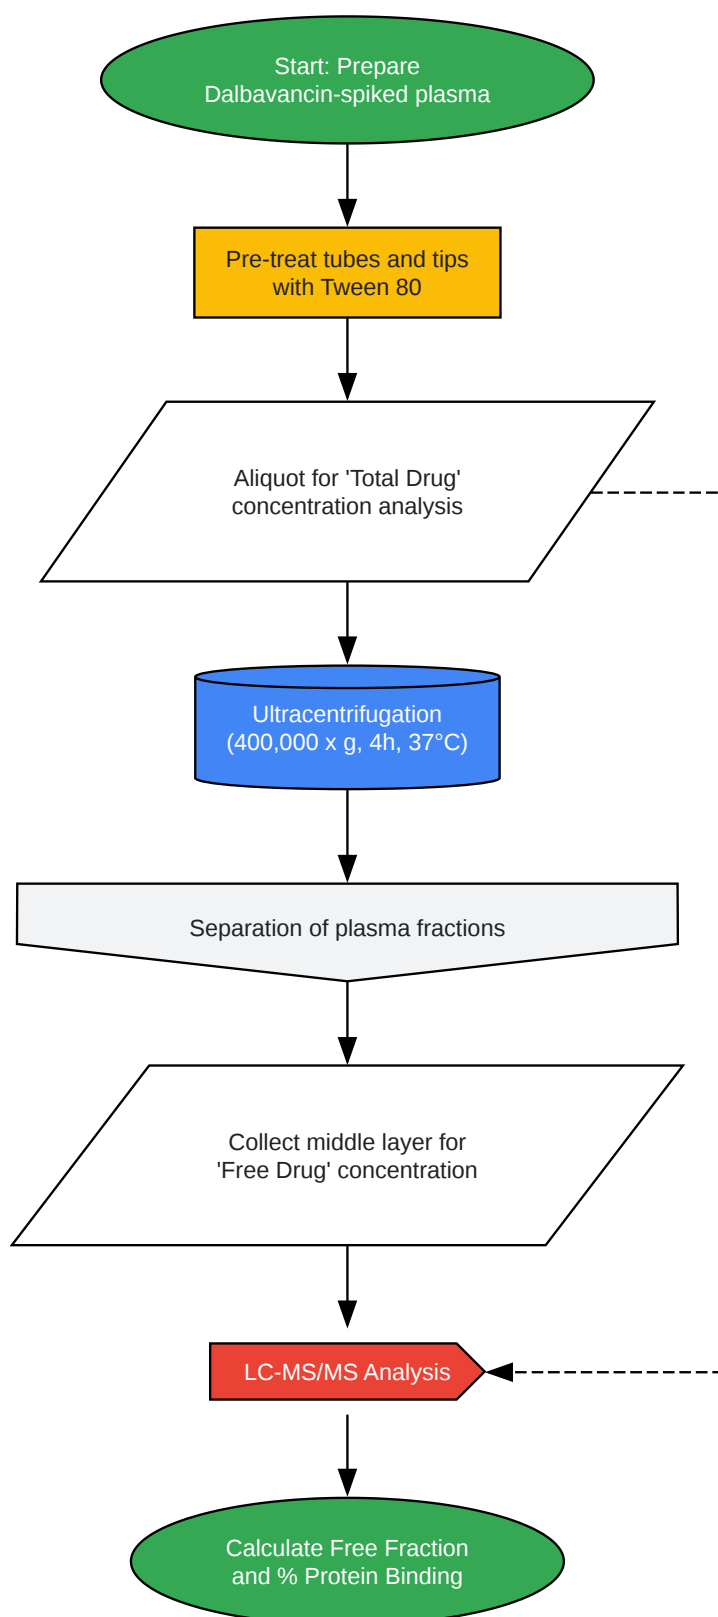 Start: Prepare
Dalbavancin-spiked plasma
Pre-treat tubes and tips
with Tween 80
Aliquot for 'Total Drug'
concentration analysis
Ultracentrifugation
(400,000 x g, 4h, 37°C)
Separation of plasma fractions
Collect middle layer for
'Free Drug' concentration
LC-MS/MS Analysis
Calculate Free Fraction
and % Protein Binding